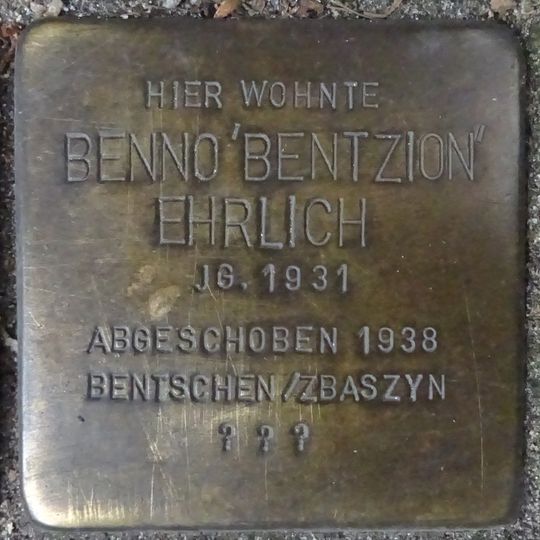 HIER WOHNTE
BENNO 'BENTZION"
EHRLICH
JG. 1931
ABGESCHOBEN 1938
BENTSCHEN/ZBASZYN
? ? ?